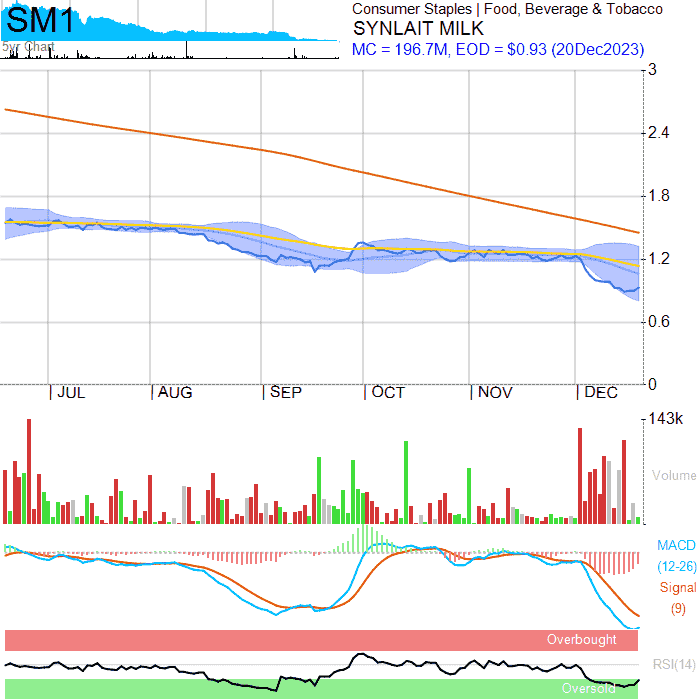 SM1
5yr Chart
Consumer Staples | Food, Beverage & Tobacco
SYNLAIT MILK
MC = 196.7M, EOD = $0.93 (20Dec2023)
3
2.4
1.8
1.2
0.6
0
| JUL | AUG | SEP | OCT | NOV | DEC
143k
Volume
MACD
(12-26)
Signal
(9)
Overbought
RSI(14)
Oversold